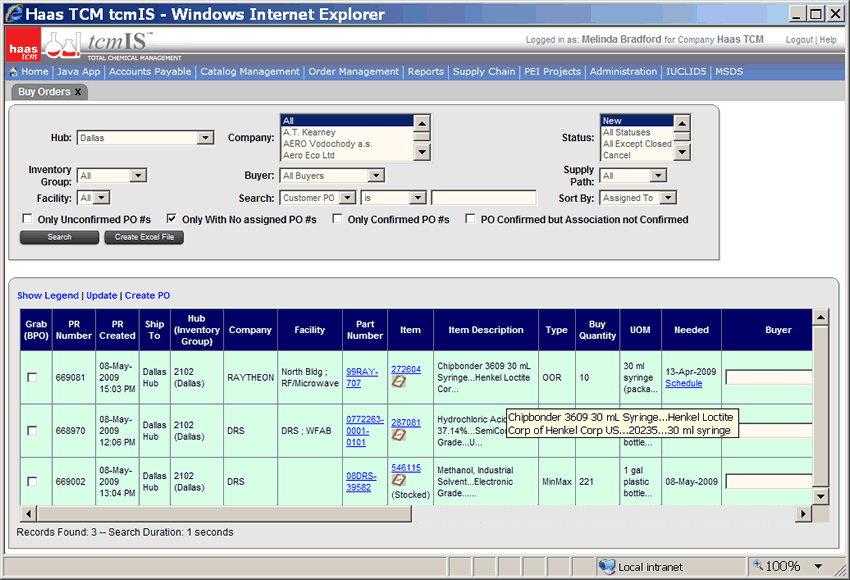 Haas TCM tcmIS - Windows Internet Explorer
haas tcm
tcmIS™
TOTAL CHEMICAL MANAGEMENT
Logged in as: Melinda Bradford for Company Haas TCM
Logout | Help
Home | Java App | Accounts Payable | Catalog Management | Order Management | Reports | Supply Chain | PEI Projects | Administration | IUCLID5 | MSDS
Buy Orders X
Hub: Dallas
Company: All
A.T. Kearney
AERO Vodochody a.s.
Aero Eco Ltd
Status: New
All Statuses
All Except Closed
Cancel
Inventory Group: All
Buyer: All Buyers
Supply Path: All
Facility: All
Search: Customer PO is
Sort By: Assigned To
Only Unconfirmed PO #s
Only With No assigned PO #s
Only Confirmed PO #s
PO Confirmed but Association not Confirmed
Search
Create Excel File
Show Legend | Update | Create PO
Grab (BPO) PR Number PR Created Ship To Hub (Inventory Group) Company Facility Part Number Item Item Description Type Buy Quantity UOM Needed Buyer
669081 08-May-2009 15:03 PM Dallas Hub 2102 (Dallas) RAYTHEON North Bldg ; RF/Microwave 99RAY-707 272604 Chipbonder 3609 30 mL Syringe...Henkel Loctite Cor... OOR 10 30 ml syringe (packa... 13-Apr-2009 Schedule
668970 08-May-2009 12:06 PM Dallas Hub 2102 (Dallas) DRS DRS ; WFAB 0772263-0001-0101 287081 Hydrochloric Acid 37.14%...SemiCon Grade...U... bottle...
Chipbonder 3609 30 mL Syringe...Henkel Loctite
Corp of Henkel Corp US...20235...30 ml syringe
669002 08-May-2009 13:04 PM Dallas Hub 2102 (Dallas) DRS 08DRS-39582 546115 (Stocked) Methanol, Industrial Solvent...Electronic Grade...... MinMax 221 1 gal plastic bottle... 08-May-2009
Records Found: 3 -- Search Duration: 1 seconds
Local intranet
100%